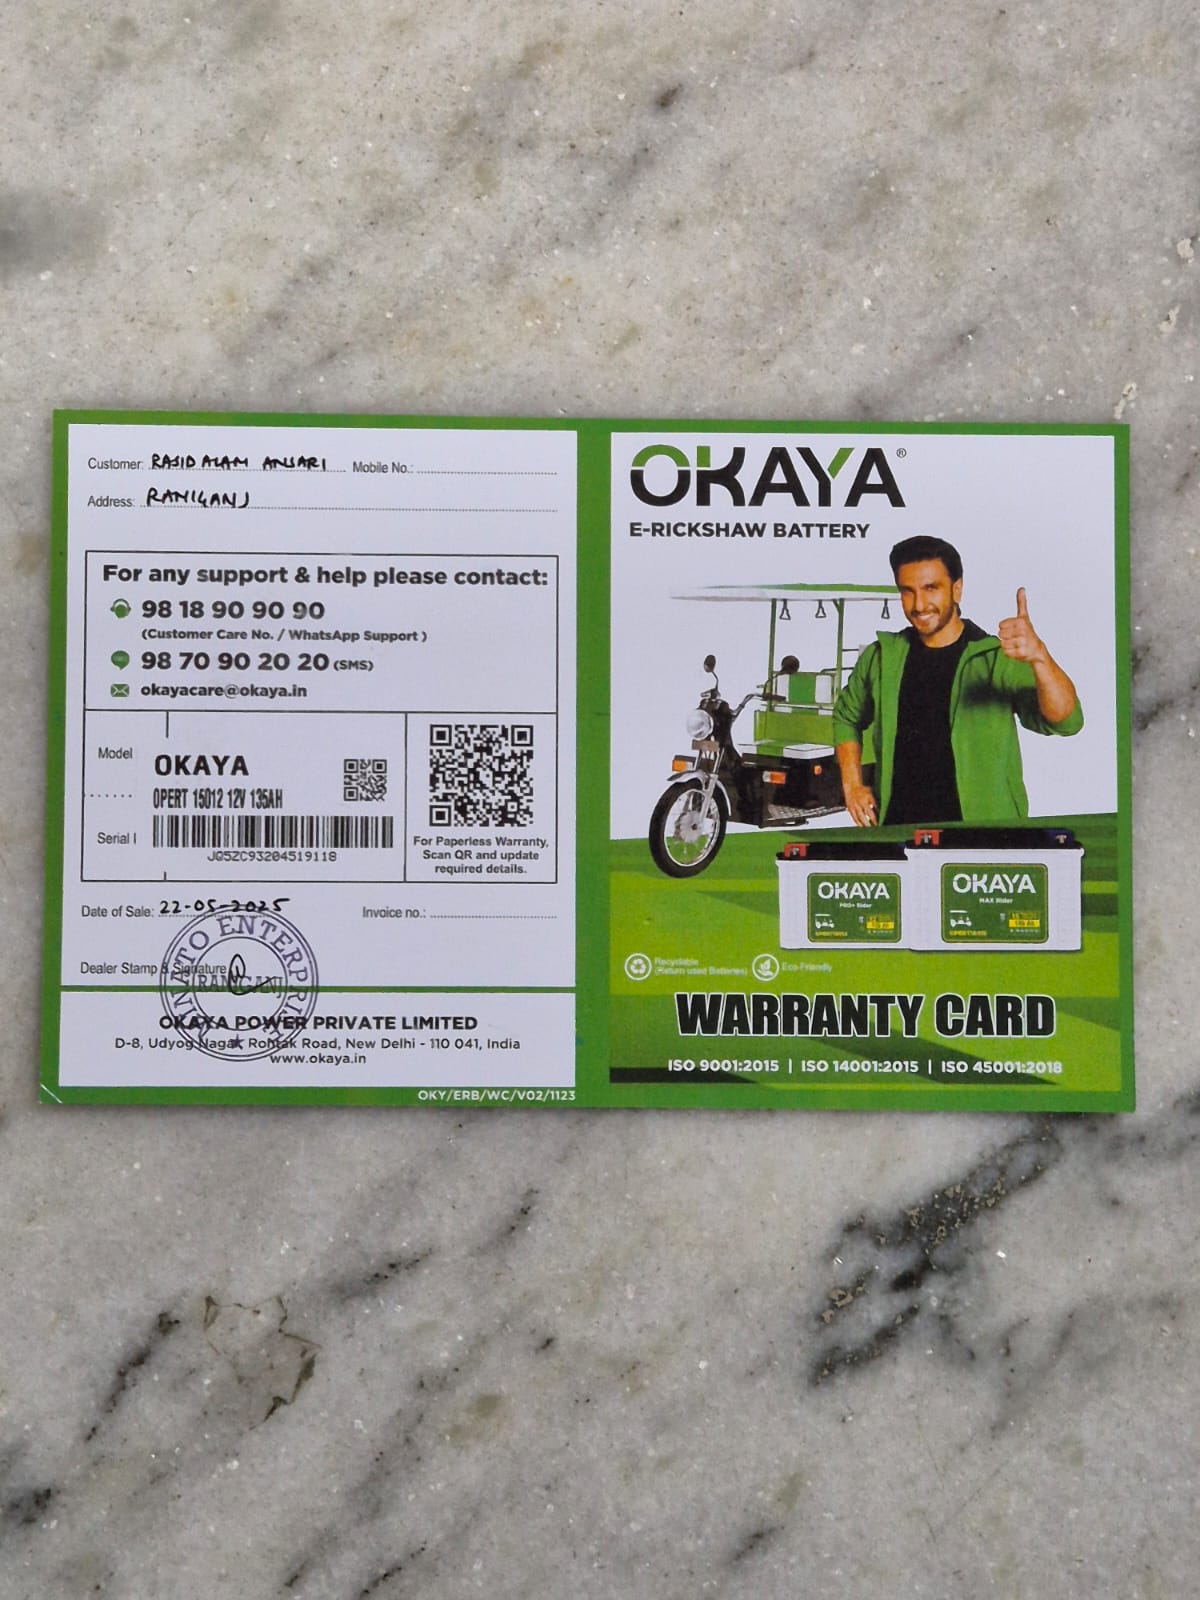 Customer: RAJID ALAM ANSARI Mobile No.:
Address: RANIGANJ
For any support & help please contact:
98 18 90 90 90
(Customer Care No. / WhatsApp Support )
98 70 90 20 20 (SMS)
okayacare@okaya.in
Model
OKAYA
OPERT 15012 12V 135AH
Serial
JQ5ZC93204519118
For Paperless Warranty,
Scan QR and update
required details.
Date of Sale: 22-05-2025 Invoice no.:
Dealer Stamp & Signature
ENTERPRISE
RANIGANJ
OKAYA POWER PRIVATE LIMITED
D-8, Udyog Nagar, Rohtak Road, New Delhi - 110 041, India
www.okaya.in
OKY/ERB/WC/V02/1123
OKAYA®
E-RICKSHAW BATTERY
OKAYA
PRO+ Rider
OKAYA
MAX Rider
Recyclable
(Return used Batteries)
Eco-Friendly
WARRANTY CARD
ISO 9001:2015 | ISO 14001:2015 | ISO 45001:2018